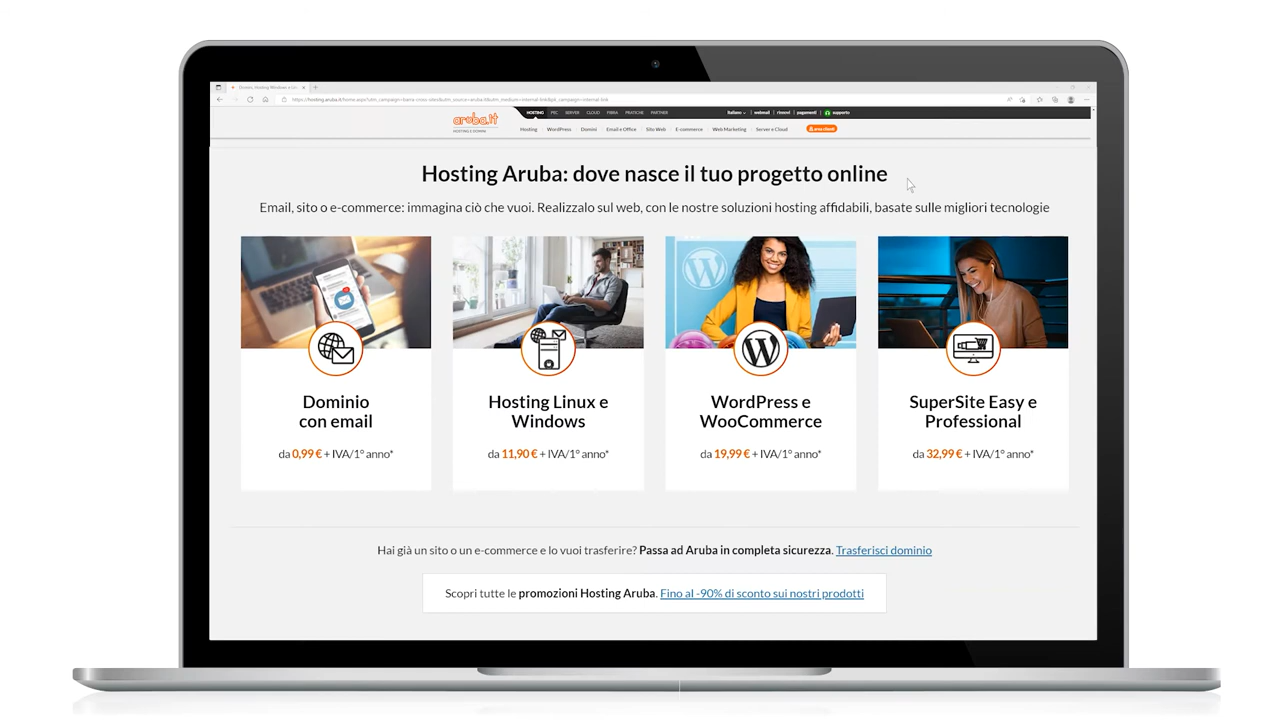 Domini, Hosting Windows e Lin
aruba.it
HOSTING E DOMINI
HOSTING PEC SERVER CLOUD FIBRA PRATICHE PARTNER
Italiano webmail rinnovi pagamenti supporto
Hosting WordPress Domini Email e Office Sito Web E-commerce Web Marketing Server e Cloud area clienti
Hosting Aruba: dove nasce il tuo progetto online
Email, sito o e-commerce: immagina ciò che vuoi. Realizzalo sul web, con le nostre soluzioni hosting affidabili, basate sulle migliori tecnologie
Dominio
con email
da 0,99 € + IVA/1° anno*
Hosting Linux e
Windows
da 11,90 € + IVA/1° anno*
WordPress e
WooCommerce
da 19,99 € + IVA/1° anno*
SuperSite Easy e
Professional
da 32,99 € + IVA/1° anno*
Hai già un sito o un e-commerce e lo vuoi trasferire? Passa ad Aruba in completa sicurezza. Trasferisci dominio
Scopri tutte le promozioni Hosting Aruba. Fino al -90% di sconto sui nostri prodotti